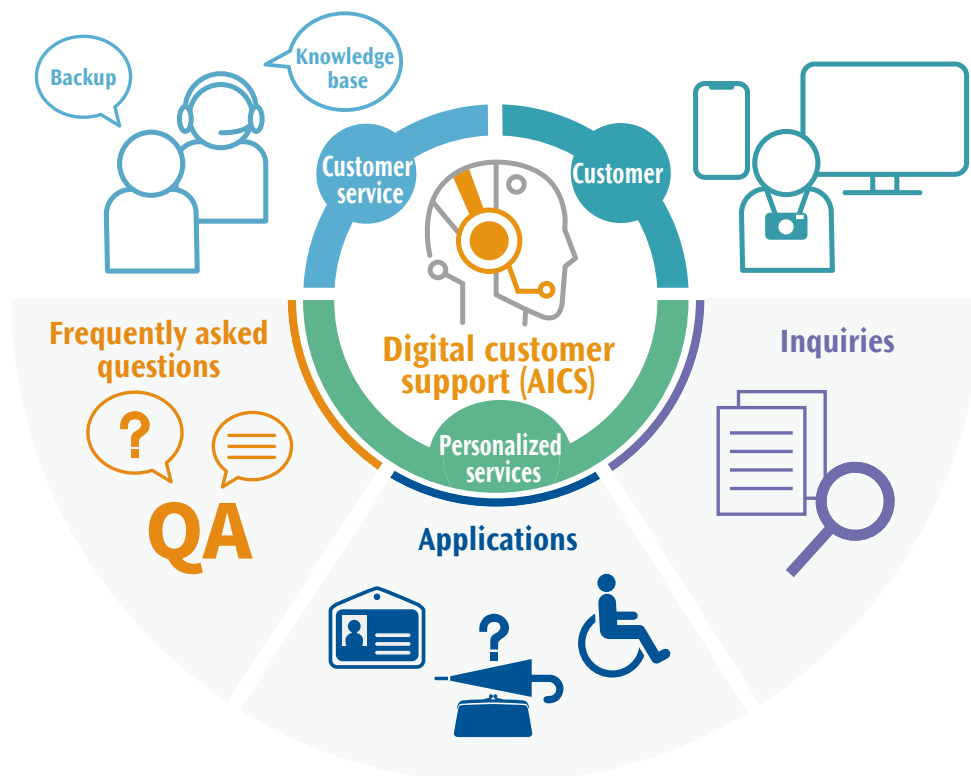 Backup
Knowledge
base
Customer
service
Customer
Digital customer
support (AICS)
Personalized
services
Frequently asked
questions
?
QA
Applications
?
Inquiries